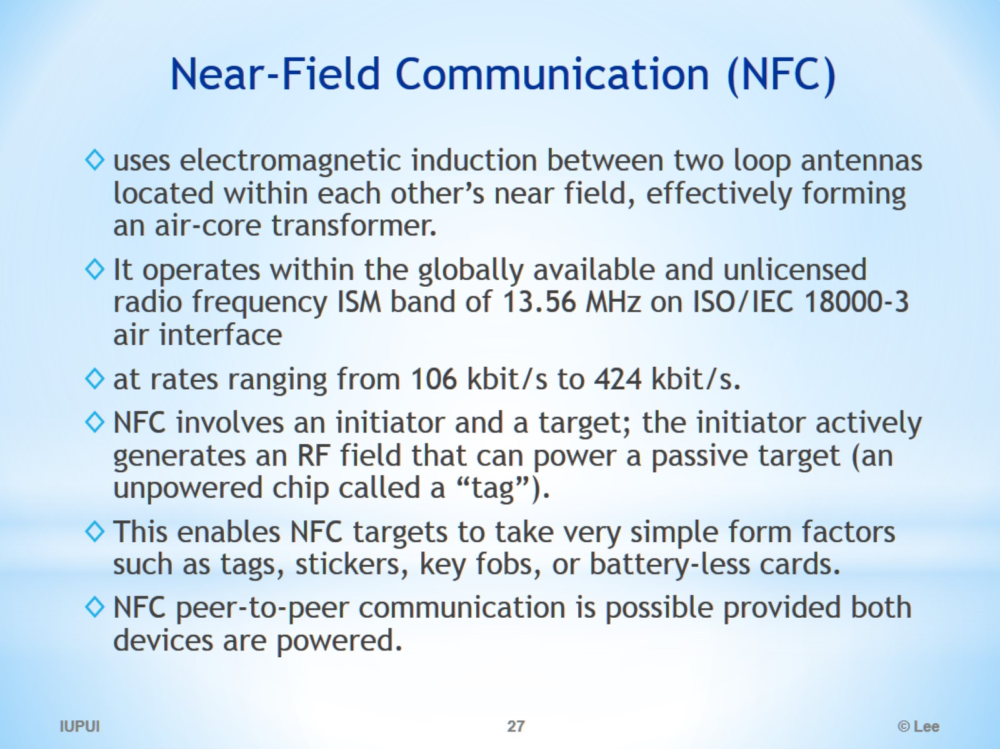 Near-Field Communication (NFC)
◇ uses electromagnetic induction between two loop antennas
located within each other’s near field, effectively forming
an air-core transformer.
◇ It operates within the globally available and unlicensed
radio frequency ISM band of 13.56 MHz on ISO/IEC 18000-3
air interface
◇ at rates ranging from 106 kbit/s to 424 kbit/s.
◇ NFC involves an initiator and a target; the initiator actively
generates an RF field that can power a passive target (an
unpowered chip called a “tag”).
◇ This enables NFC targets to take very simple form factors
such as tags, stickers, key fobs, or battery-less cards.
◇ NFC peer-to-peer communication is possible provided both
devices are powered.
IUPUI 27 © Lee